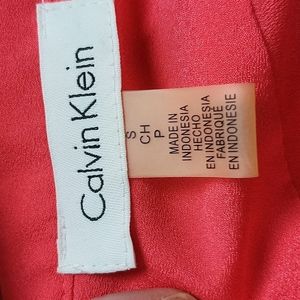 Calvin Klein
S
CH
P
MADE IN
INDONESIA
HECHO
EN INDONESIA
FABRIQUÉ
EN INDONESIE